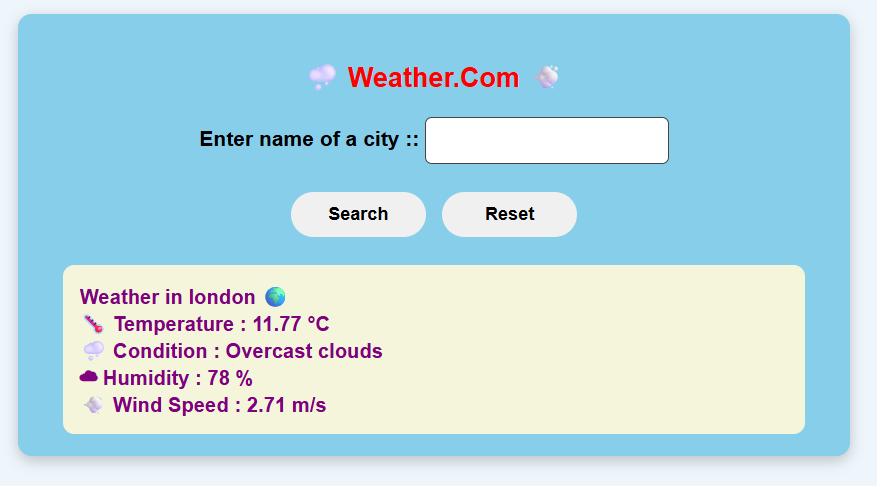 Weather.Com
Enter name of a city ::
Search
Reset
Weather in london
Temperature : 11.77 °C
Condition : Overcast clouds
Humidity : 78 %
Wind Speed : 2.71 m/s